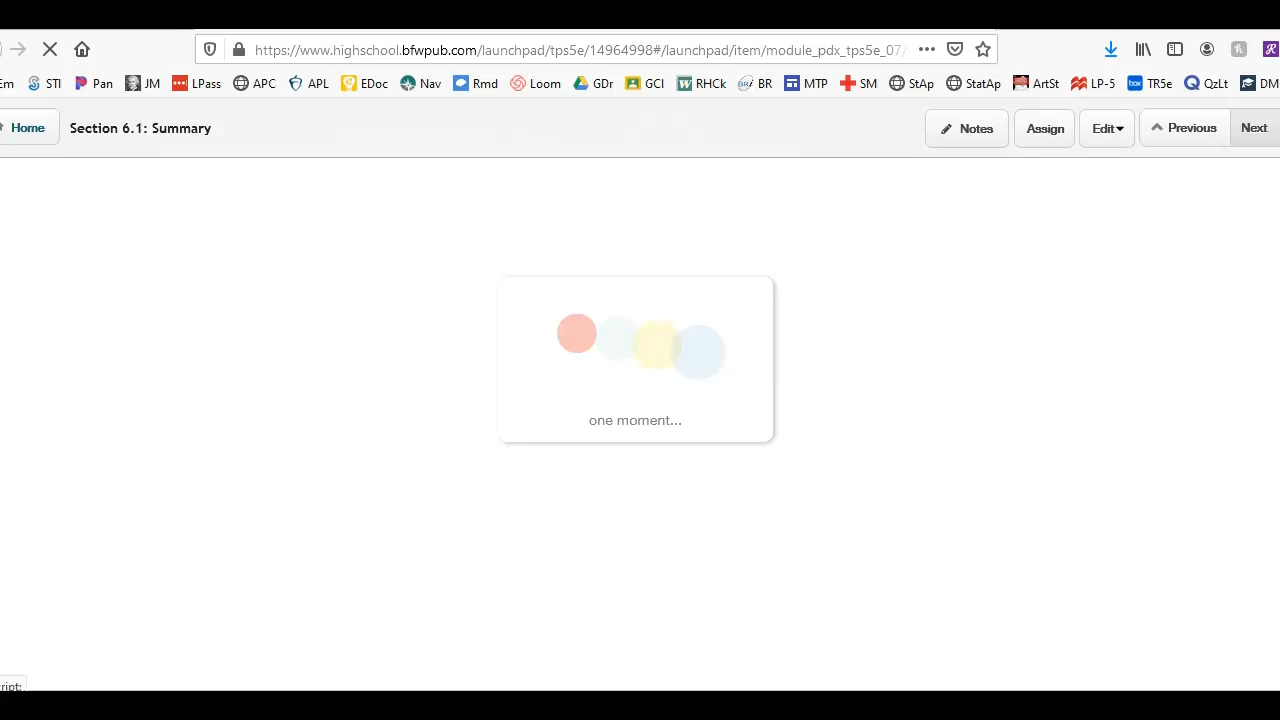 https://www.highschool.bfwpub.com/launchpad/tps5e/14964998#/launchpad/item/module_pdx_tps5e_07/
Em STI Pan JM LPass APC APL EDoc Nav Rmd Loom GDr GCl RHCk BR MTP SM StAp StatAp ArtSt LP-5 TR5e QzLt DM
Home Section 6.1: Summary Notes Assign Edit Previous Next
one moment...
ript: